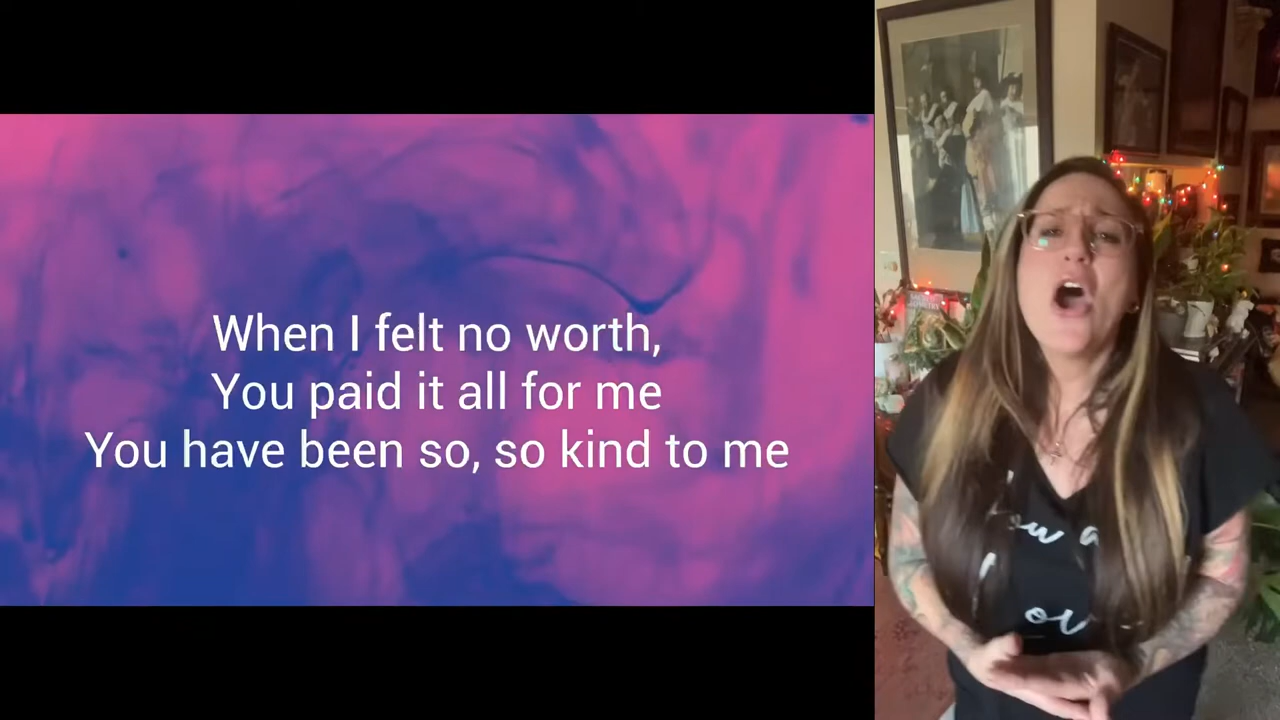 When I felt no worth,
You paid it all for me
You have been so, so kind to me